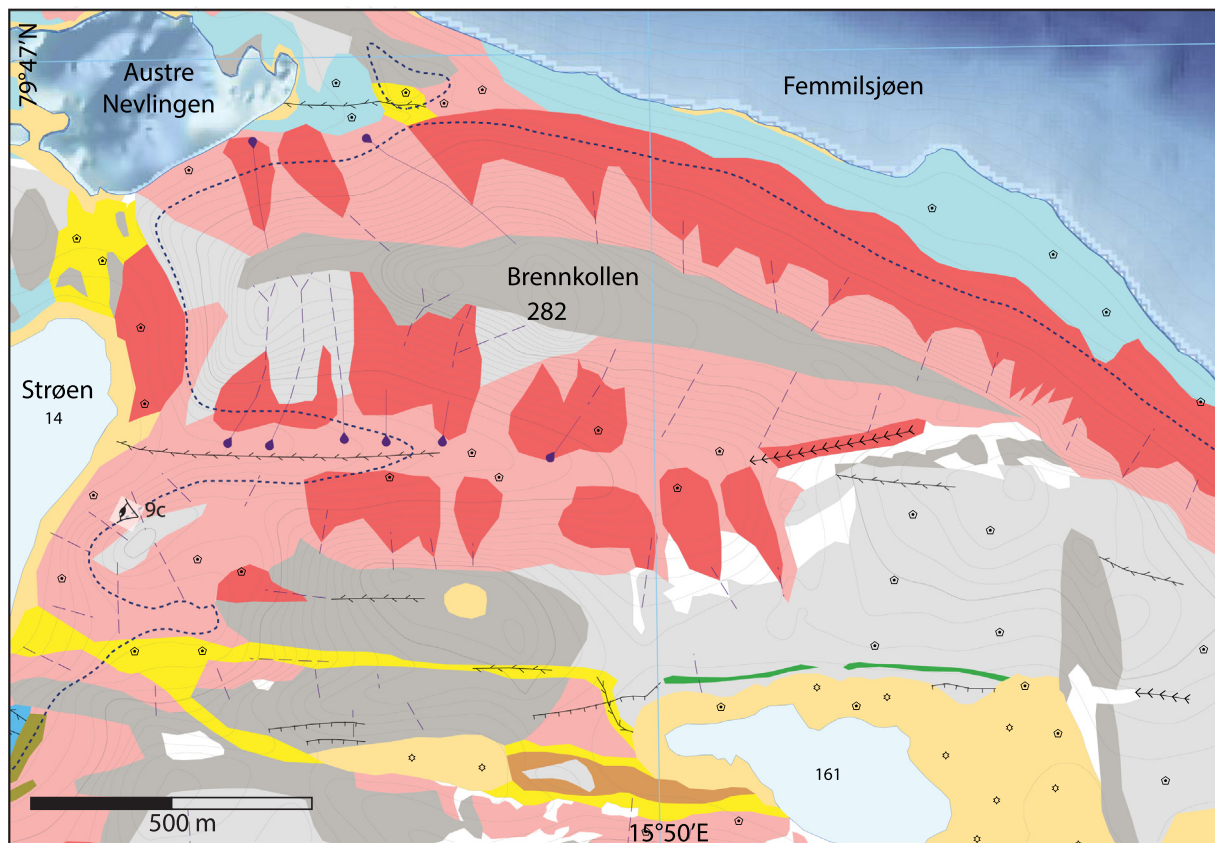 79°47'N
Austre
Nevlingen
Femmilsjøen
Brennkollen
282
Strøen
14
9c
161
500 m
15°50'E